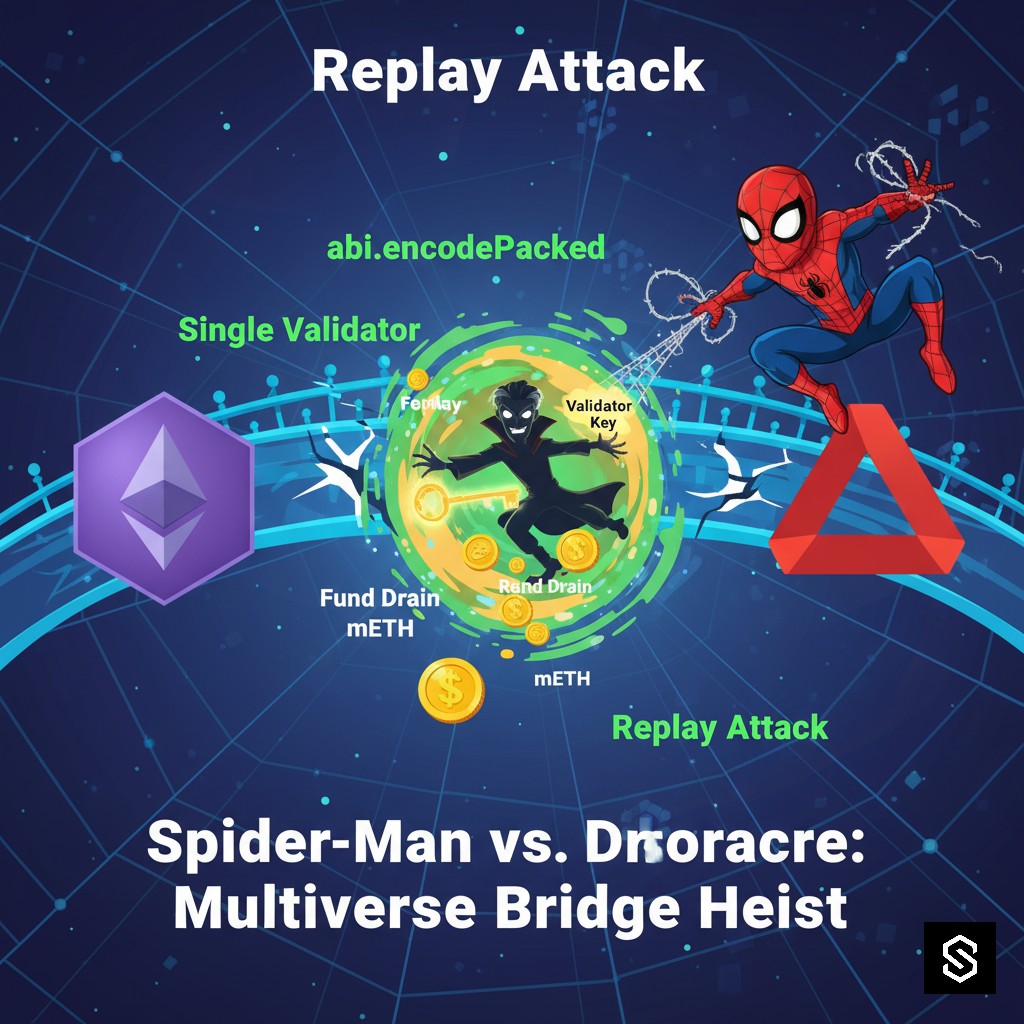 Replay Attack
abi.encodePacked
Single Validator
Validator
Key
Fund Drain
mETH
Drain
mETH
Replay Attack
Spider-Man vs.
Multiverse Bridge Heist